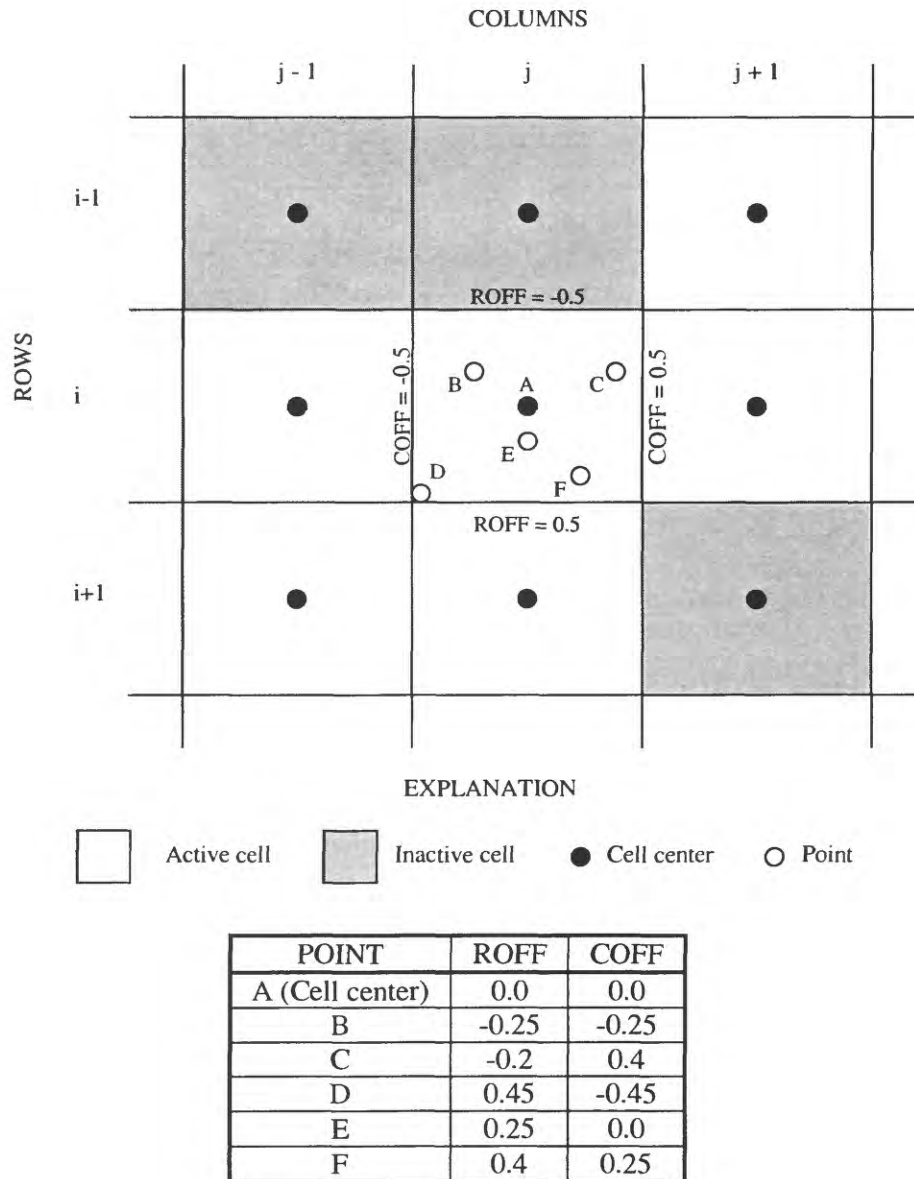 COLUMNS
j - 1 j j + 1
i-1
ROFF = -0.5
ROWS
i
COFF = -0.5
B A C
COFF = 0.5
E
D
F
ROFF = 0.5
i+1
EXPLANATION
Active cell Inactive cell Cell center Point
POINT ROFF COFF
A (Cell center) 0.0 0.0
B -0.25 -0.25
C -0.2 0.4
D 0.45 -0.45
E 0.25 0.0
F 0.4 0.25